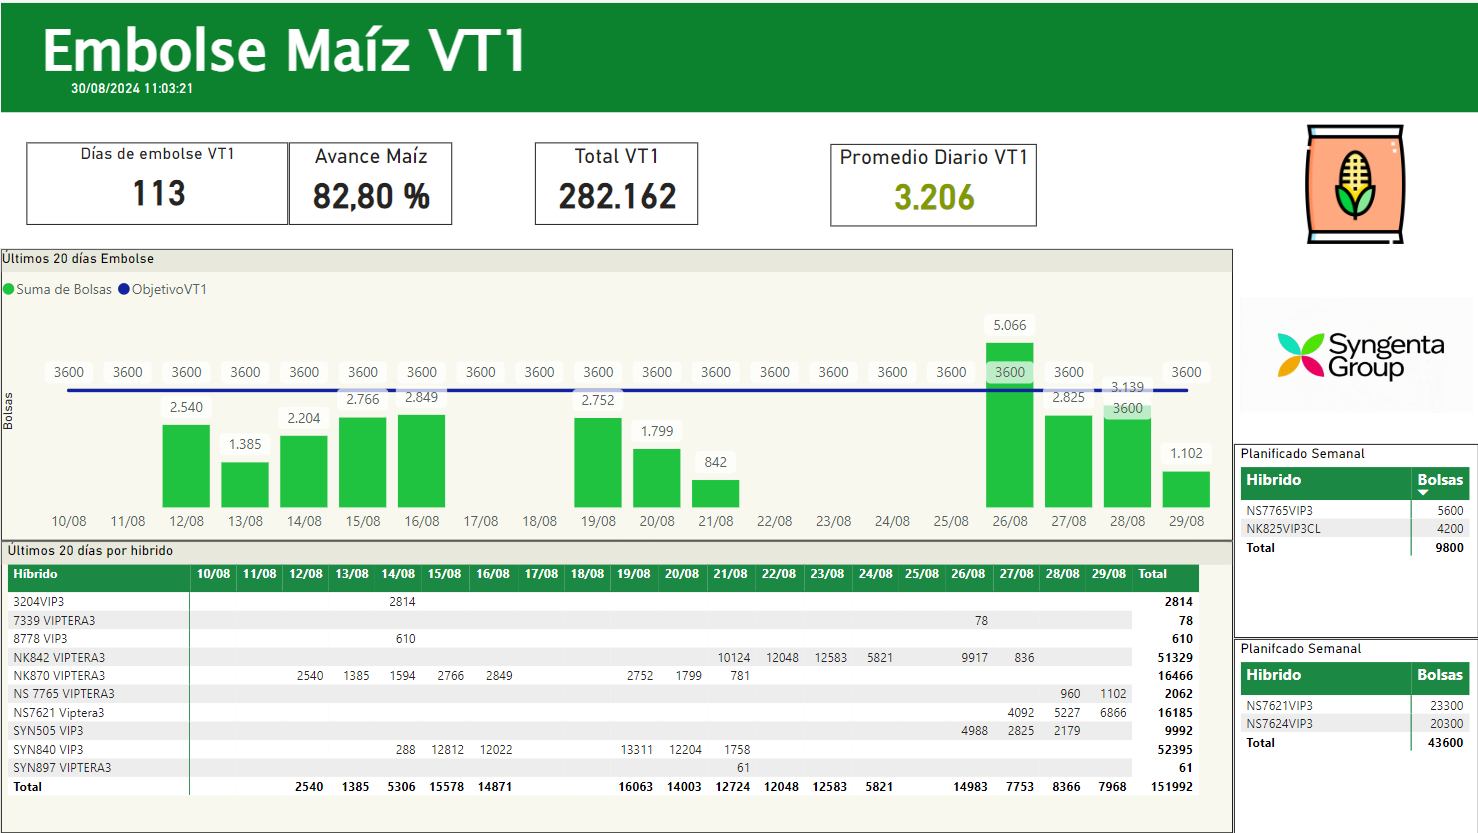 Embolse Maíz VT1
30/08/2024 11:03:21
Días de embolse VT1
113
Avance Maíz
82,80 %
Total VT1
282.162
Promedio Diario VT1
3.206
Últimos 20 días Embolse
Suma de Bolsas ObjetivoVT1
Bolsas
5.066
3600 3600 3600 3600 3600 3600 3600 3600 3600 3600 3600 3600 3600 3600 3600 3600 3600 3600 3600
3.139
3600
2.540 1.385 2.204 2.766 2.849 2.752 1.799 842 2.825 1.102
10/08 11/08 12/08 13/08 14/08 15/08 16/08 17/08 18/08 19/08 20/08 21/08 22/08 23/08 24/08 25/08 26/08 27/08 28/08 29/08
Syngenta
Group
Últimos 20 días por hibrido
Híbrido 10/08 11/08 12/08 13/08 14/08 15/08 16/08 17/08 18/08 19/08 20/08 21/08 22/08 23/08 24/08 25/08 26/08 27/08 28/08 29/08 Total
3204VIP3 2814 2814
7339 VIPTERA3 78 78
8778 VIP3 610 610
NK842 VIPTERA3 10124 12048 12583 5821 9917 836 51329
NK870 VIPTERA3 2540 1385 1594 2766 2849 2752 1799 781 16466
NS 7765 VIPTERA3 960 1102 2062
NS7621 Viptera3 4092 5227 6866 16185
SYN505 VIP3 4988 2825 2179 9992
SYN840 VIP3 288 12812 12022 13311 12204 1758 52395
SYN897 VIPTERA3 61 61
Total 2540 1385 5306 15578 14871 16063 14003 12724 12048 12583 5821 14983 7753 8366 7968 151992
Planificado Semanal
Hibrido Bolsas
NS7765VIP3 5600
NK825VIP3CL 4200
Total 9800
Planifcado Semanal
Hibrido Bolsas
NS7621VIP3 23300
NS7624VIP3 20300
Total 43600